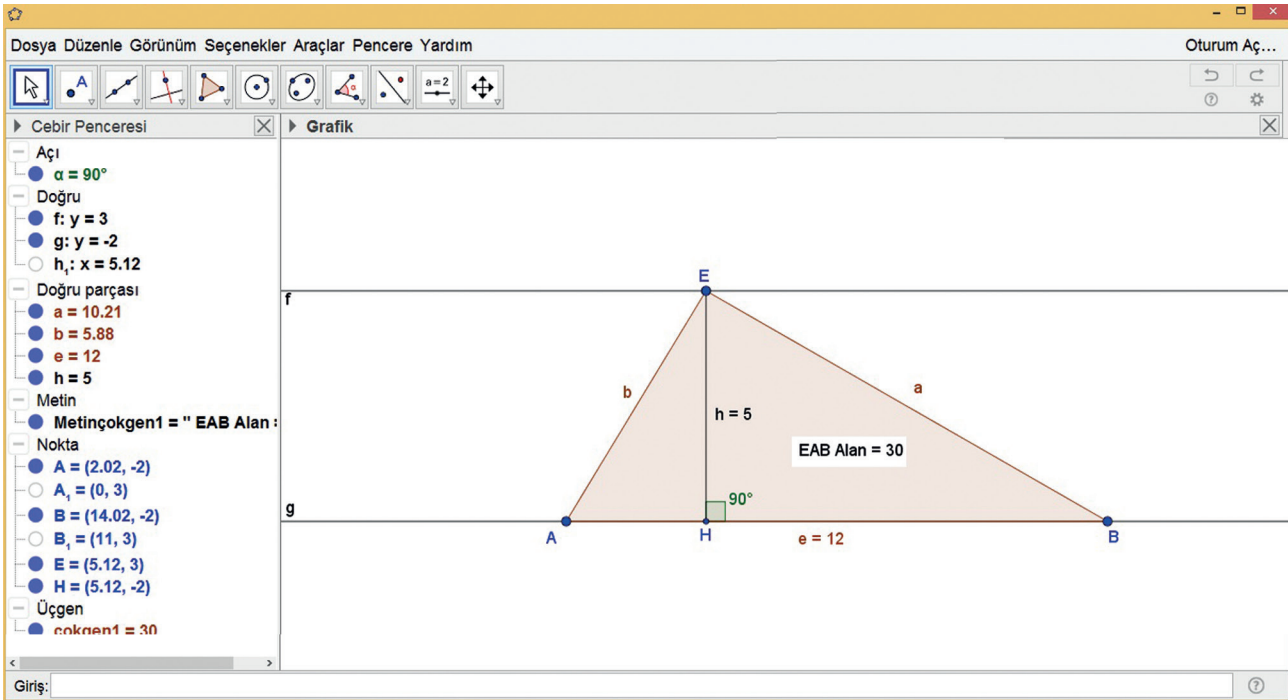 Dosya Düzenle Görünüm Seçenekler Araçlar Pencere Yardım
Oturum Aç...
A
α
a=2
Cebir Penceresi
Grafik
Açı
α = 90°
Doğru
f: y = 3
g: y = -2
h₁: x = 5.12
Doğru parçası
a = 10.21
b = 5.88
e = 12
h = 5
Metin
Metinçokgen1 = " EAB Alan :
Nokta
A = (2.02, -2)
A₁ = (0, 3)
B = (14.02, -2)
B₁ = (11, 3)
E = (5.12, 3)
H = (5.12, -2)
Üçgen
çokgen1 = 30
E
f
b
a
h = 5
EAB Alan = 30
90°
g
A
H
e = 12
B
Giriş: